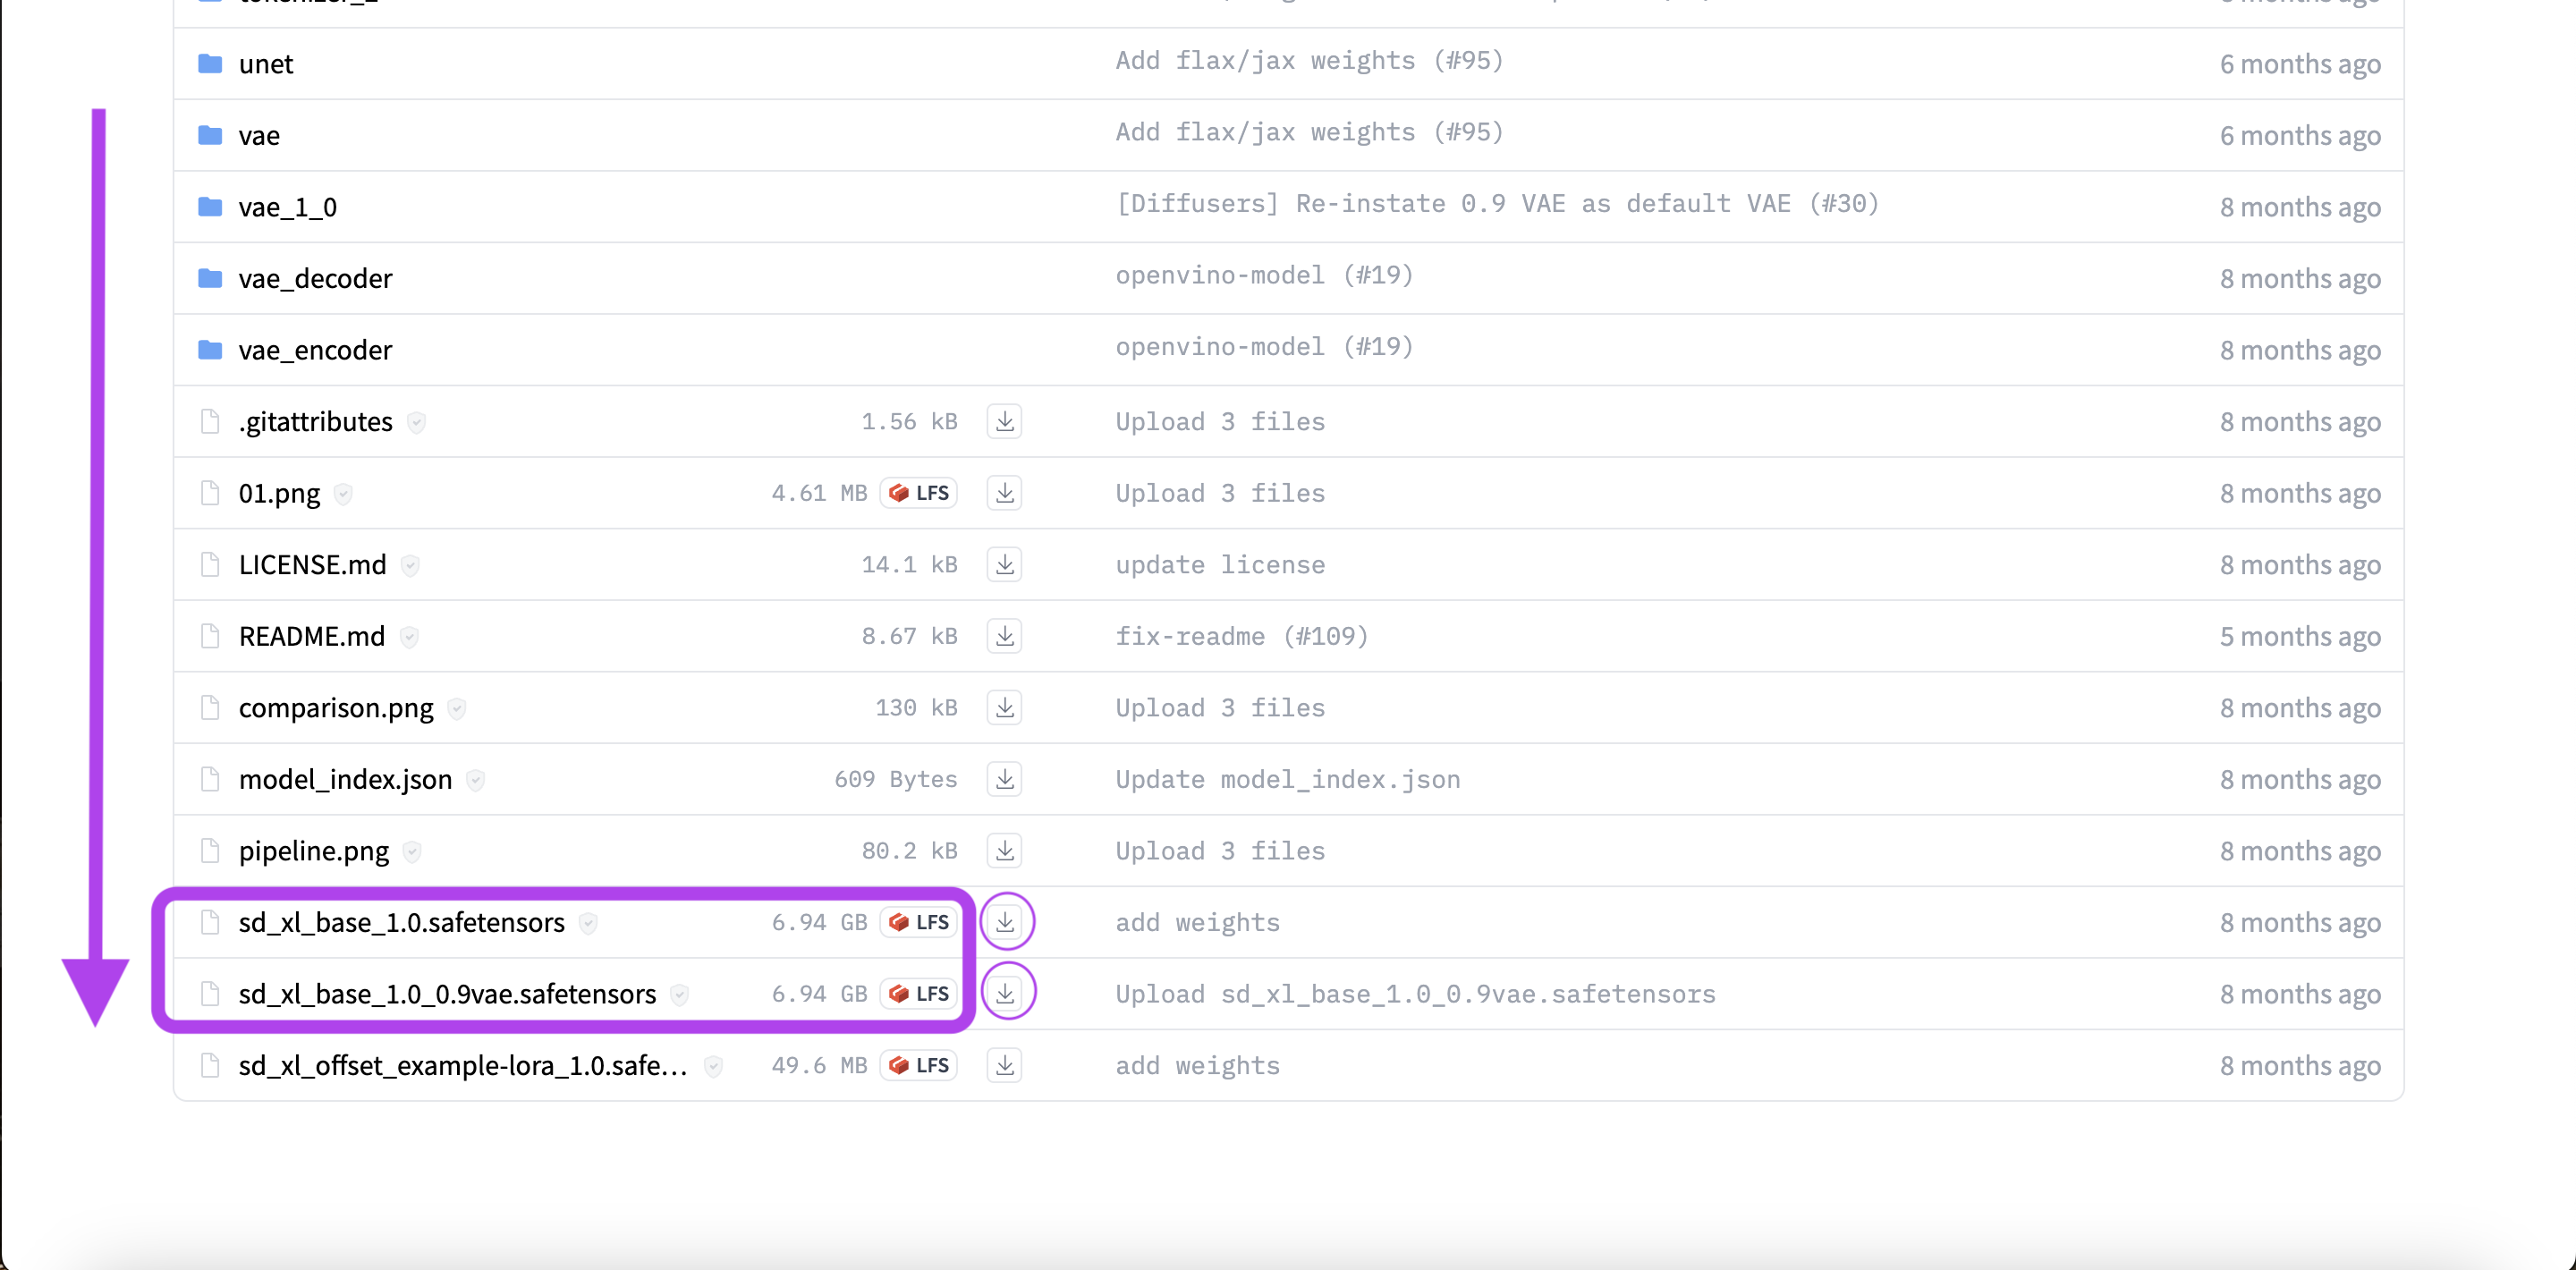 unet Add flax/jax weights (#95) 6 months ago
vae Add flax/jax weights (#95) 6 months ago
vae_1_0 [Diffusers] Re-instate 0.9 VAE as default VAE (#30) 8 months ago
vae_decoder openvino-model (#19) 8 months ago
vae_encoder openvino-model (#19) 8 months ago
.gitattributes 1.56 kB Upload 3 files 8 months ago
01.png 4.61 MB LFS Upload 3 files 8 months ago
LICENSE.md 14.1 kB update license 8 months ago
README.md 8.67 kB fix-readme (#109) 5 months ago
comparison.png 130 kB Upload 3 files 8 months ago
model_index.json 609 Bytes Update model_index.json 8 months ago
pipeline.png 80.2 kB Upload 3 files 8 months ago
sd_xl_base_1.0.safetensors 6.94 GB LFS add weights 8 months ago
sd_xl_base_1.0_0.9vae.safetensors 6.94 GB LFS Upload sd_xl_base_1.0_0.9vae.safetensors 8 months ago
sd_xl_offset_example-lora_1.0.safe... 49.6 MB LFS add weights 8 months ago